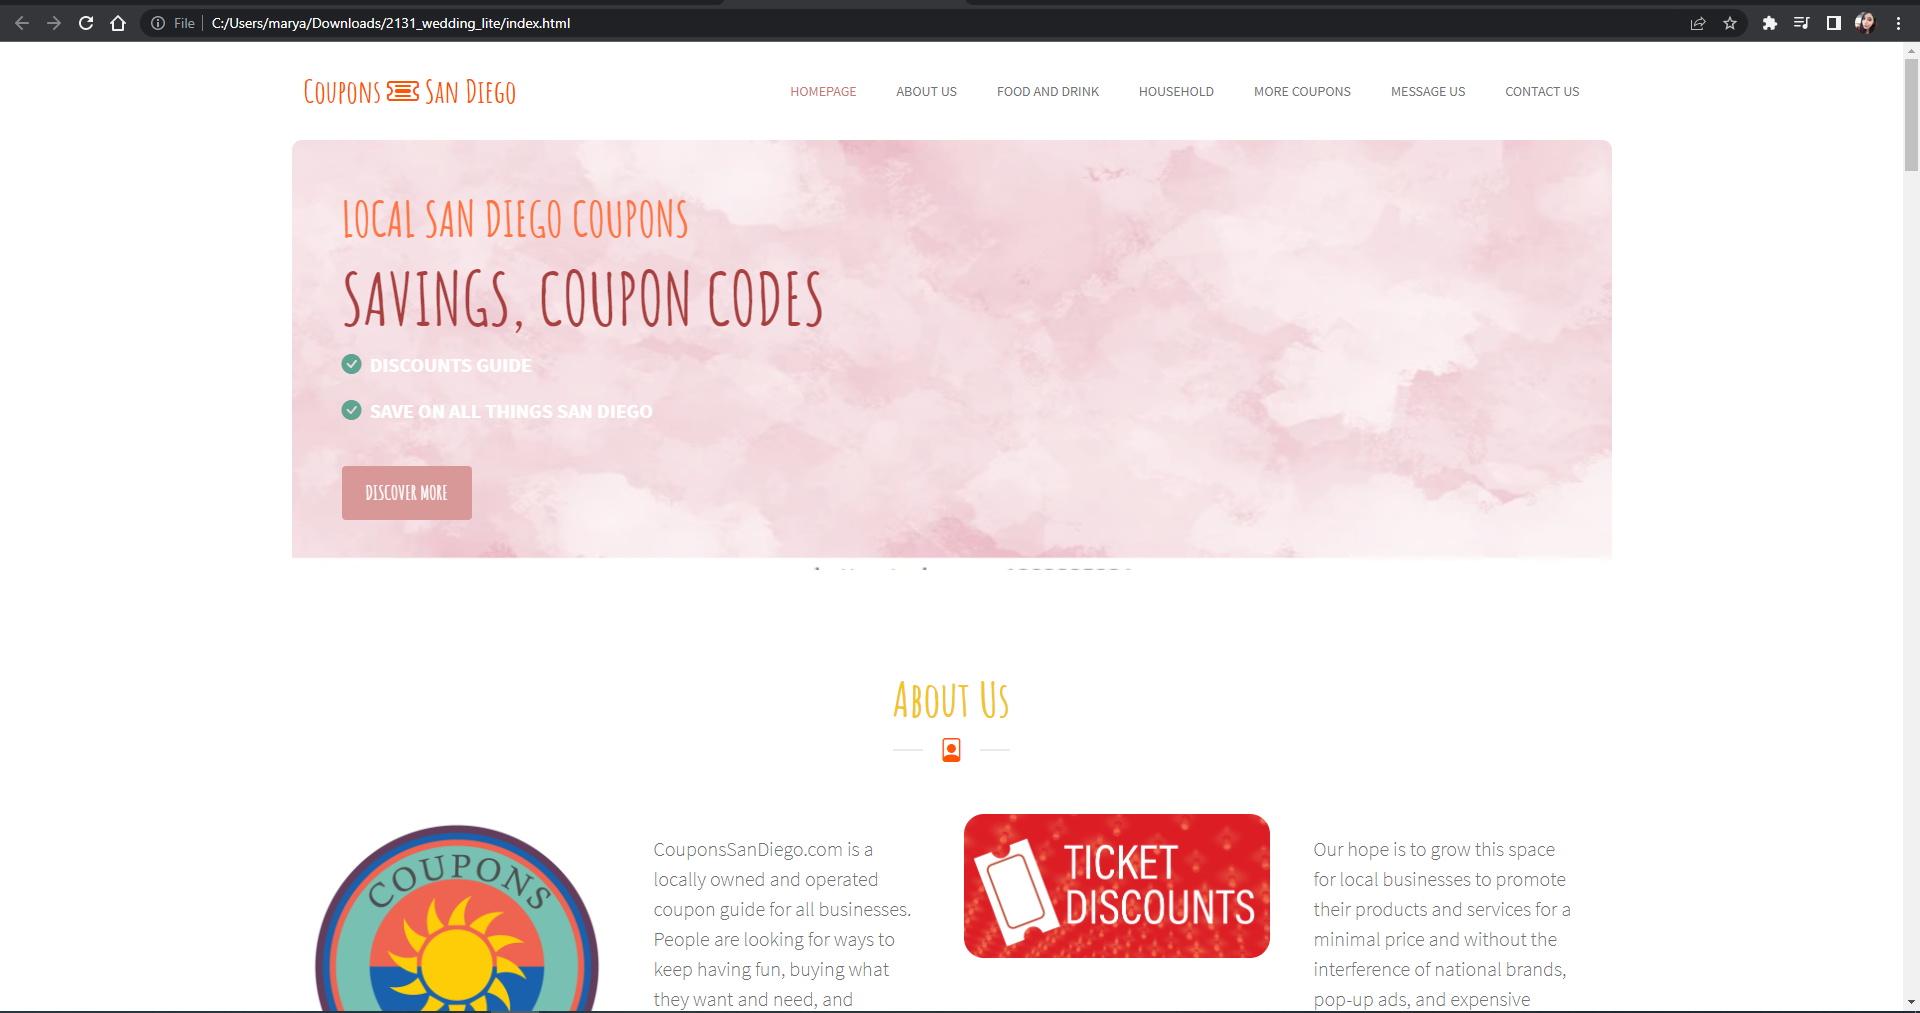 File C:/Users/marya/Downloads/2131_wedding_lite/index.html
Coupons San Diego
HOMEPAGE ABOUT US FOOD AND DRINK HOUSEHOLD MORE COUPONS MESSAGE US CONTACT US
LOCAL SAN DIEGO COUPONS
SAVINGS, COUPON CODES
DISCOUNTS GUIDE
SAVE ON ALL THINGS SAN DIEGO
DISCOVER MORE
About Us
COUPONS
CouponsSanDiego.com is a
locally owned and operated
coupon guide for all businesses.
People are looking for ways to
keep having fun, buying what
they want and need, and
TICKET
DISCOUNTS
Our hope is to grow this space
for local businesses to promote
their products and services for a
minimal price and without the
interference of national brands,
pop-up ads, and expensive